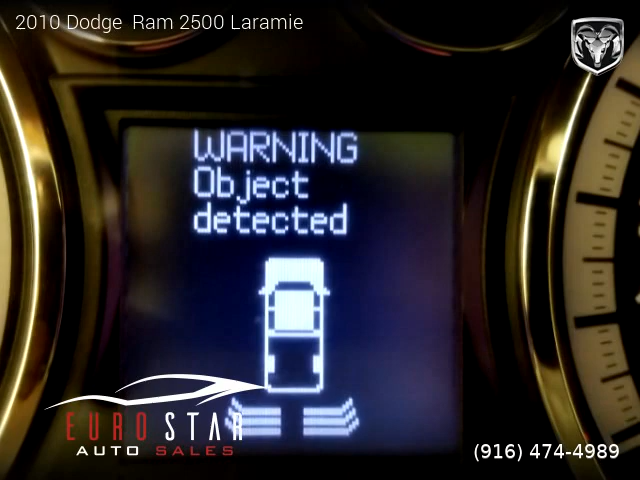 2010 Dodge Ram 2500 Laramie
WARNING
Object
detected
EURO STAR
AUTO SALES
(916) 474-4989